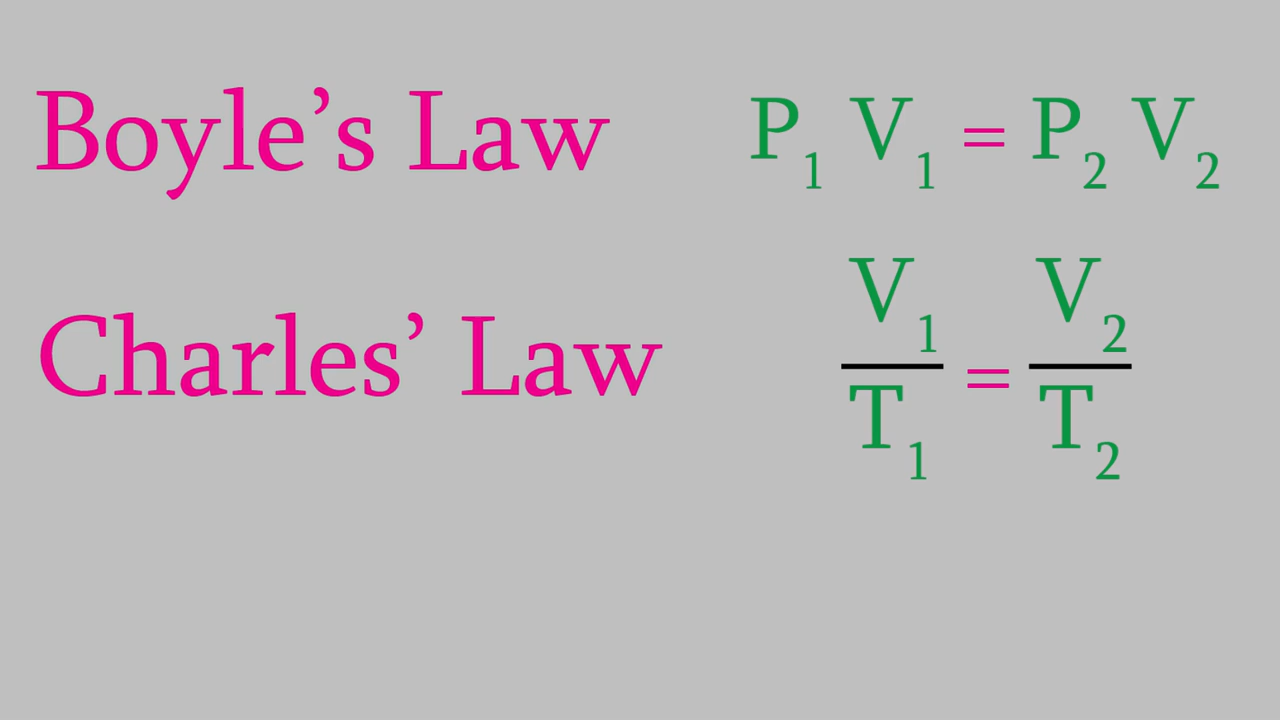 Boyle’s Law P₁ V₁ = P₂ V₂
Charles’ Law V₁/T₁ = V₂/T₂